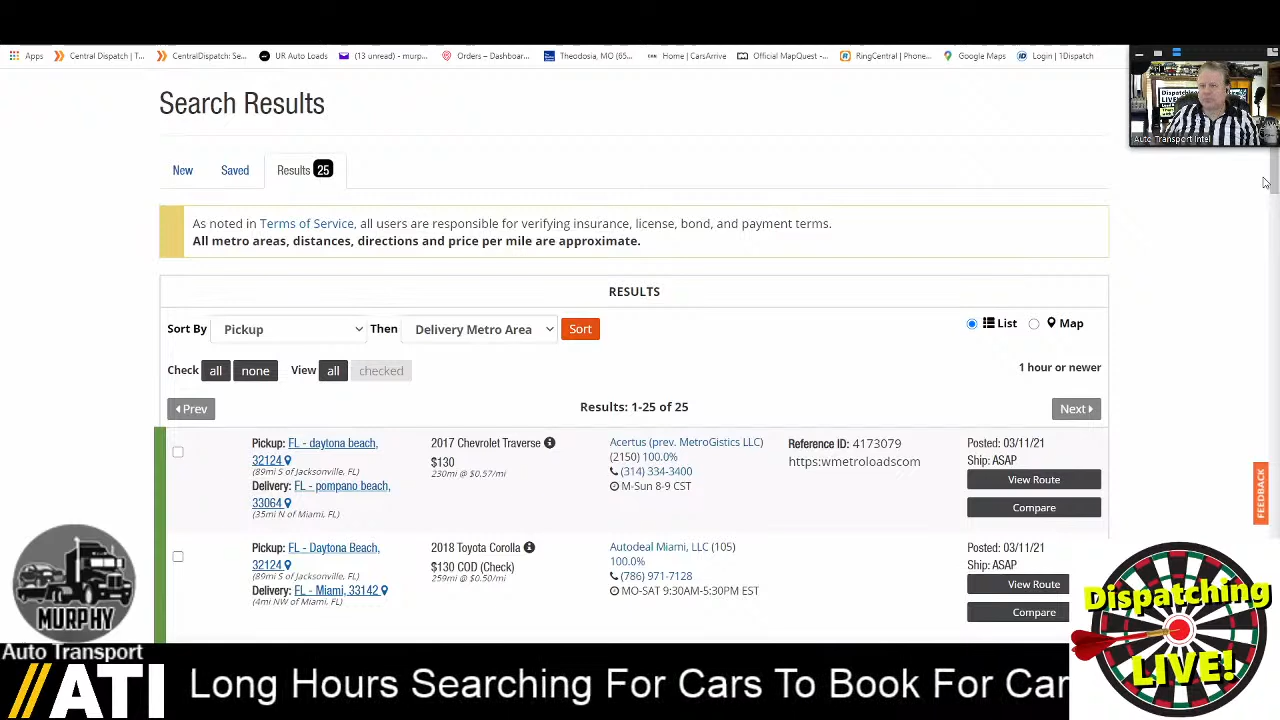 Apps
Central Dispatch | T...
CentralDispatch: Se...
UR Auto Loads
(13 unread) - murp...
Orders – Dashboar...
Theodosia, MO (65...
Home | CarsArrive
Official MapQuest -...
RingCentral | Phone...
Google Maps
Login | 1Dispatch
Auto Transport Intel
Search Results
New
Saved
Results 25
As noted in Terms of Service, all users are responsible for verifying insurance, license, bond, and payment terms.
All metro areas, distances, directions and price per mile are approximate.
RESULTS
Sort By Pickup Then Delivery Metro Area Sort
List Map
Check all none View all checked
1 hour or newer
Prev
Results: 1-25 of 25
Next
Pickup: FL - daytona beach,
32124
(89mi S of Jacksonville, FL)
Delivery: FL - pompano beach,
33064
(35mi N of Miami, FL)
2017 Chevrolet Traverse
$130
230mi @ $0.57/mi
Acertus (prev. MetroGistics LLC)
(2150) 100.0%
(314) 334-3400
M-Sun 8-9 CST
Reference ID: 4173079
https:wmetroloadscom
Posted: 03/11/21
Ship: ASAP
View Route
Compare
Pickup: FL - Daytona Beach,
32124
(89mi S of Jacksonville, FL)
Delivery: FL - Miami, 33142
(4mi NW of Miami, FL)
2018 Toyota Corolla
$130 COD (Check)
259mi @ $0.50/mi
Autodeal Miami, LLC (105)
100.0%
(786) 971-7128
MO-SAT 9:30AM-5:30PM EST
Posted: 03/11/21
Ship: ASAP
View Route
Compare
FEEDBACK
MURPHY
Auto Transport
//ATI
Long Hours Searching For Cars To Book For Car
Dispatching
LIVE!